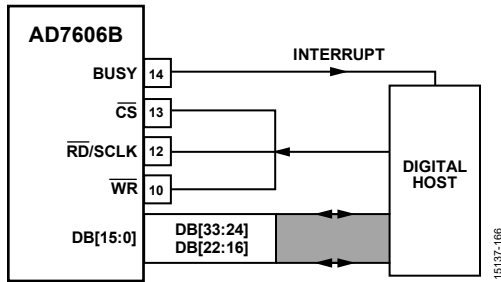 AD7606B
BUSY 14
INTERRUPT
CS 13
RD/SCLK 12
WR 10
DIGITAL
HOST
DB[15:0]
DB[33:24]
DB[22:16]
15137-166